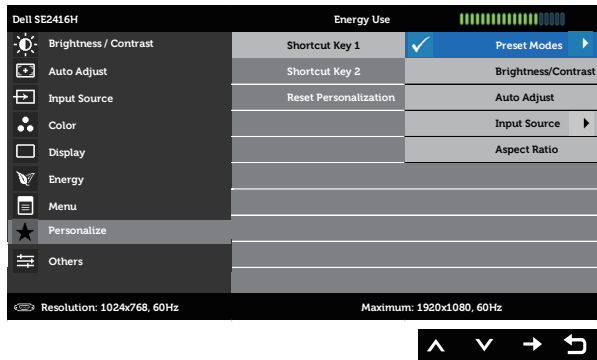 Dell SE2416H Energy Use
Brightness / Contrast Shortcut Key 1 Preset Modes
Auto Adjust Shortcut Key 2 Brightness/Contrast
Input Source Reset Personalization Auto Adjust
Color Input Source
Display Aspect Ratio
Energy
Menu
Personalize
Others
Resolution: 1024x768, 60Hz Maximum: 1920x1080, 60Hz